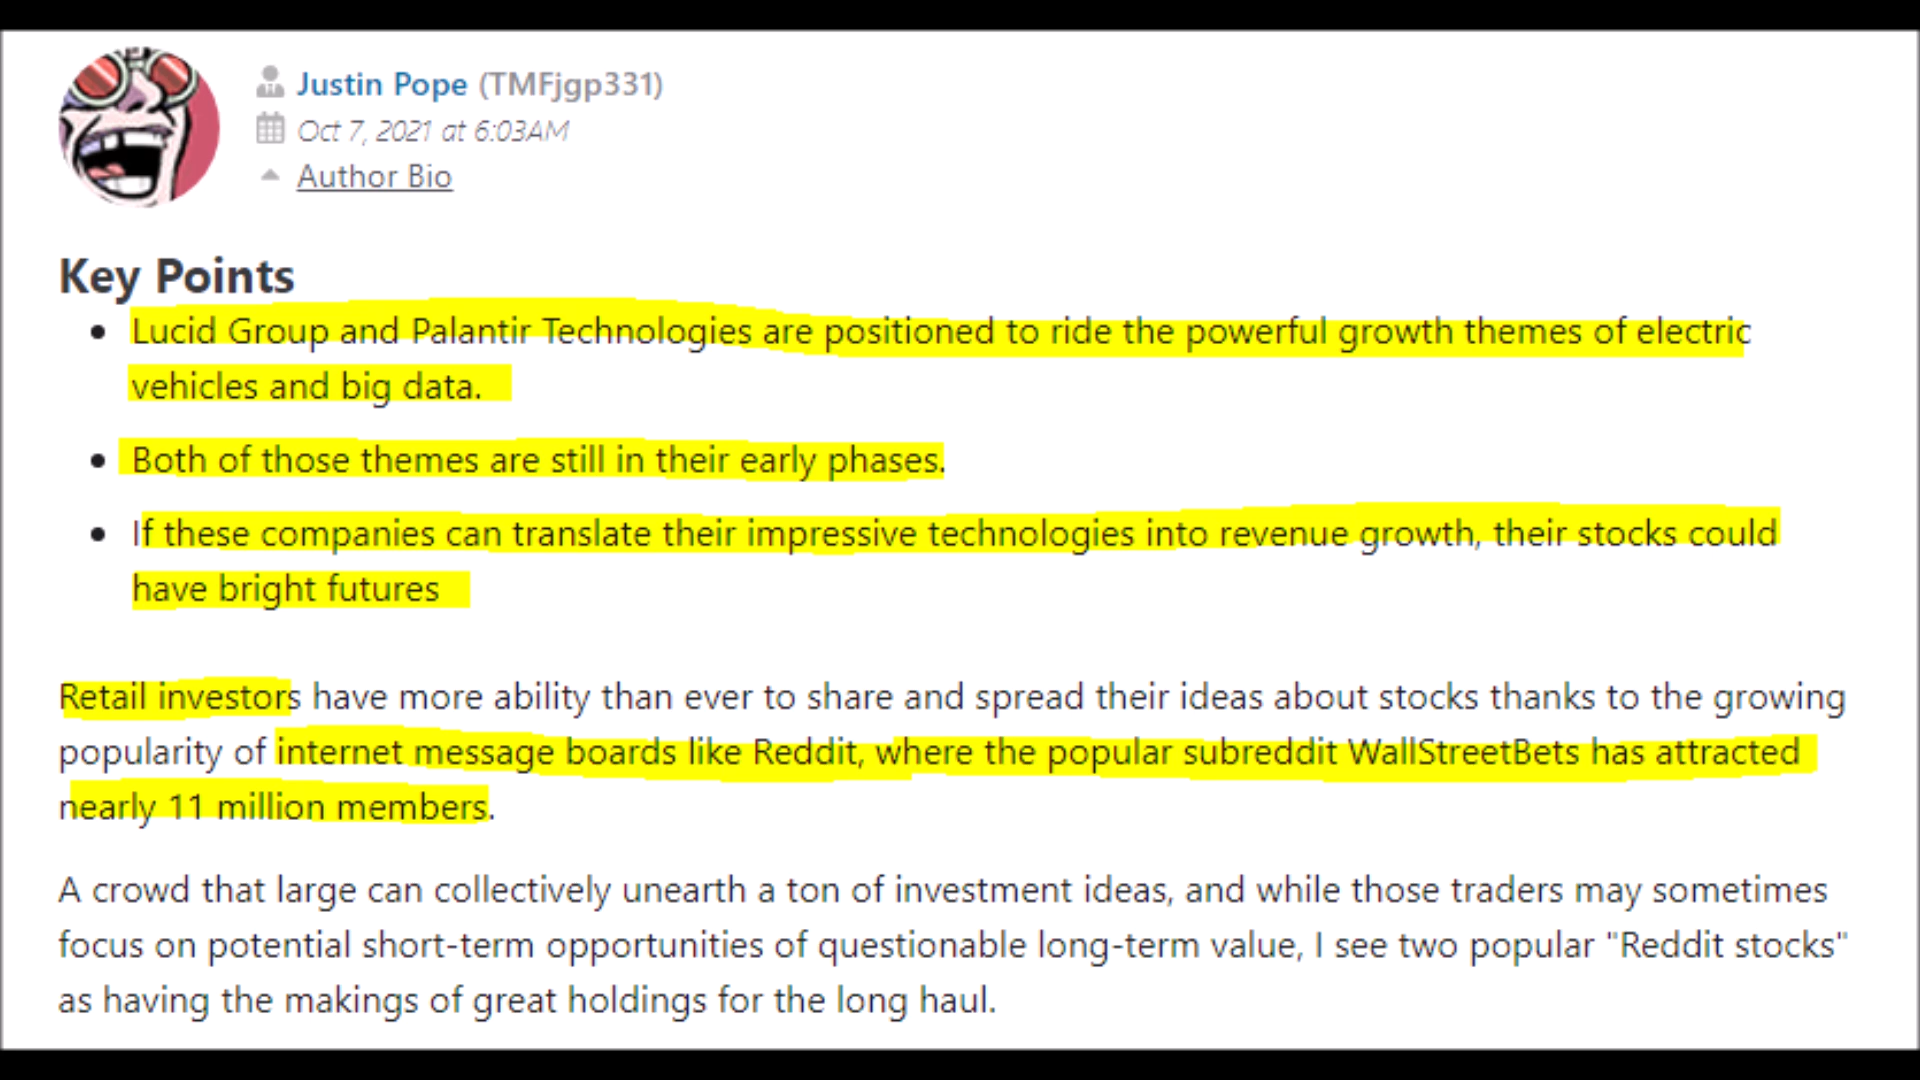 Justin Pope (TMFjgp331)
Oct 7, 2021 at 6:03AM
Author Bio
Key Points
• Lucid Group and Palantir Technologies are positioned to ride the powerful growth themes of electric
vehicles and big data.
• Both of those themes are still in their early phases.
• If these companies can translate their impressive technologies into revenue growth, their stocks could
have bright futures
Retail investors have more ability than ever to share and spread their ideas about stocks thanks to the growing
popularity of internet message boards like Reddit, where the popular subreddit WallStreetBets has attracted
nearly 11 million members.
A crowd that large can collectively unearth a ton of investment ideas, and while those traders may sometimes
focus on potential short-term opportunities of questionable long-term value, I see two popular "Reddit stocks"
as having the makings of great holdings for the long haul.